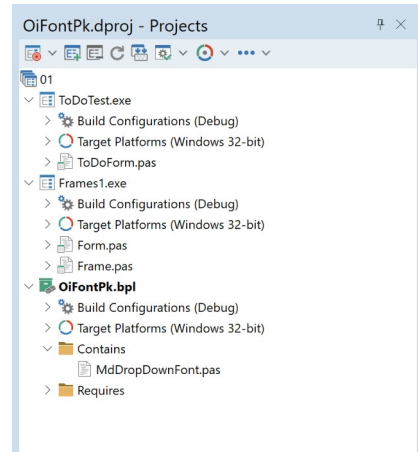 OiFontPk.dproj - Projects
01
ToDoTest.exe
Build Configurations (Debug)
Target Platforms (Windows 32-bit)
ToDoForm.pas
Frames1.exe
Build Configurations (Debug)
Target Platforms (Windows 32-bit)
Form.pas
Frame.pas
OiFontPk.bpl
Build Configurations (Debug)
Target Platforms (Windows 32-bit)
Contains
MdDropDownFont.pas
Requires